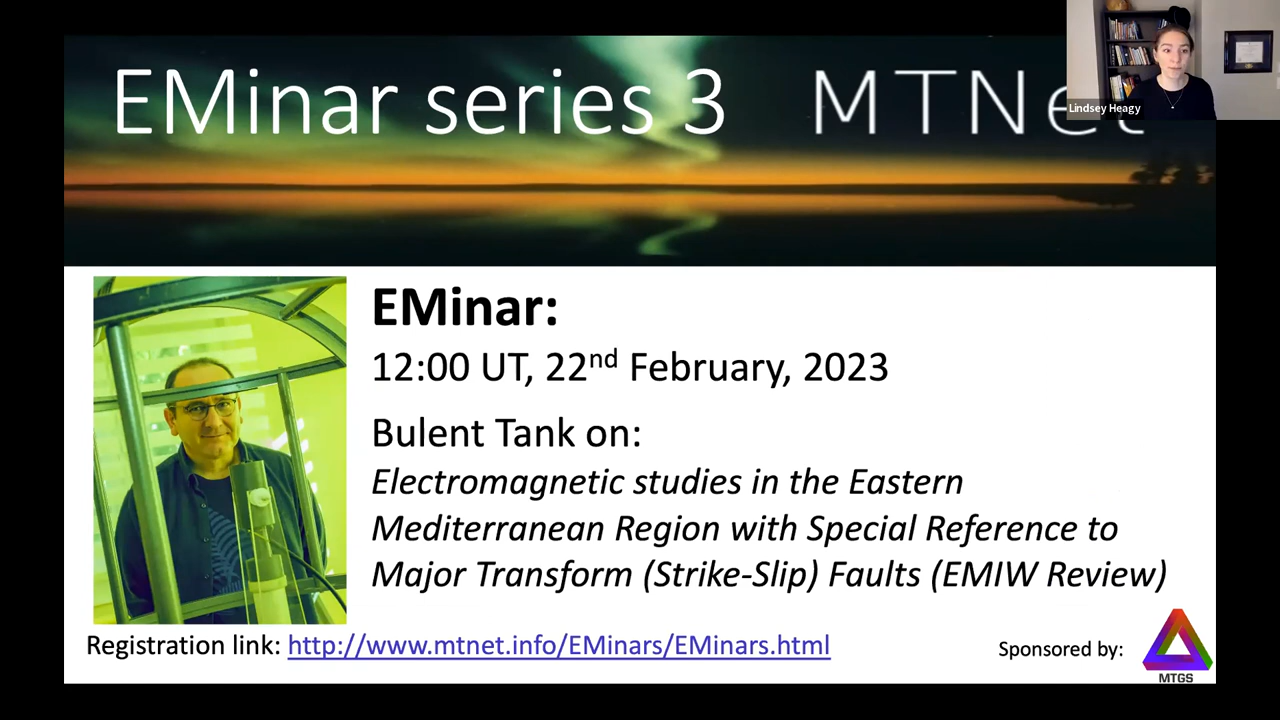 EMinar series 3 MTNet
Lindsey Heagy
EMinar:
12:00 UT, 22nd February, 2023
Bulent Tank on:
Electromagnetic studies in the Eastern
Mediterranean Region with Special Reference to
Major Transform (Strike-Slip) Faults (EMIW Review)
Registration link: http://www.mtnet.info/EMinars/EMinars.html
Sponsored by:
MTGS